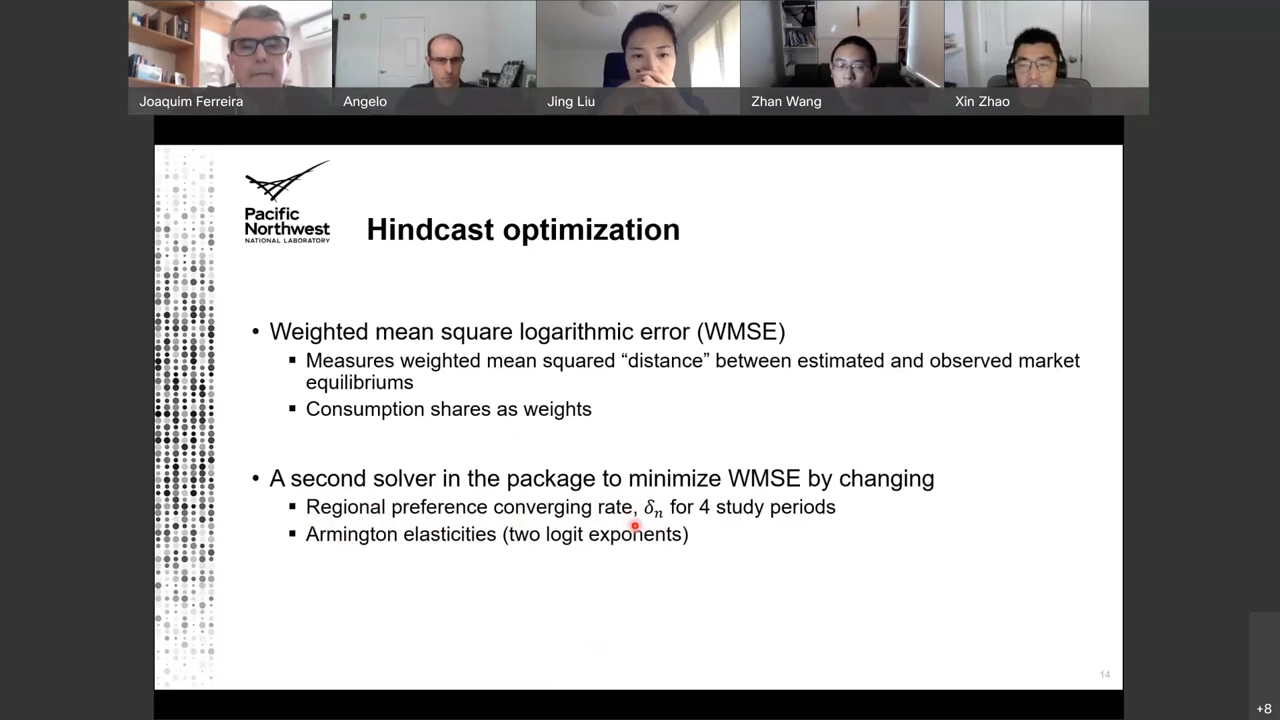 Joaquim Ferreira
Angelo
Jing Liu
Zhan Wang
Xin Zhao
Pacific
Northwest
NATIONAL LABORATORY
Hindcast optimization
• Weighted mean square logarithmic error (WMSE)
▪ Measures weighted mean squared “distance” between estimated and observed market
equilibriums
▪ Consumption shares as weights
• A second solver in the package to minimize WMSE by changing
▪ Regional preference converging rate, δₙ for 4 study periods
▪ Armington elasticities (two logit exponents)
14
+8